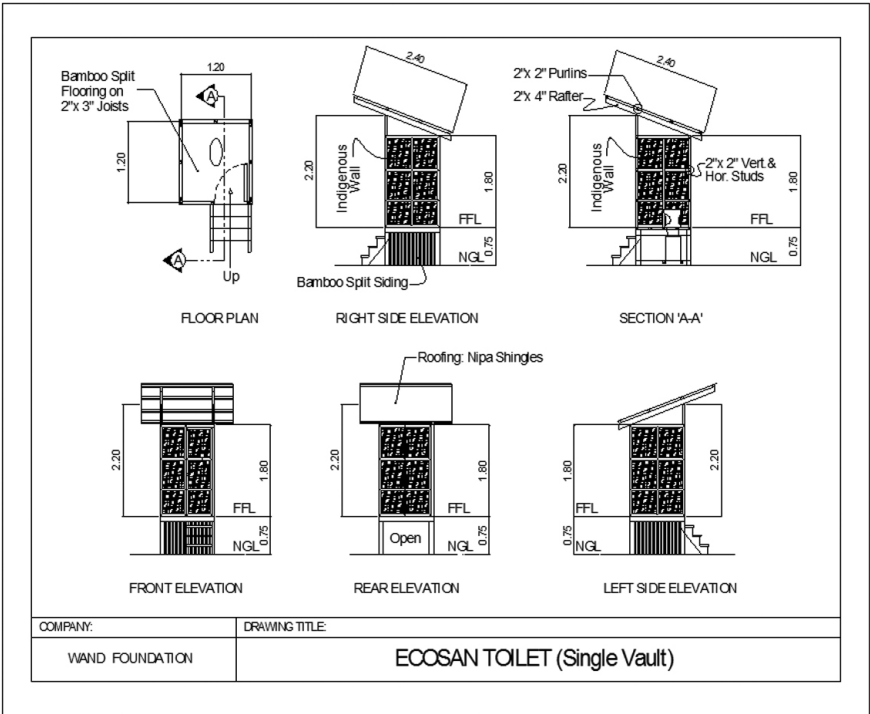 1.20
Bamboo Split
Flooring on
2"x 3" Joists
A
1.20
A
Up
FLOOR PLAN
2.40
2.20
Indigenous
Wall
1.80
FFL
NGL
0.75
Bamboo Split Siding
RIGHT SIDE ELEVATION
2.40
2"x 2" Purlins
2"x 4" Rafter
2.20
Indigenous
Wall
2"x 2" Vert. &
Hor. Studs
1.80
FFL
NGL
0.75
SECTION 'A-A'
2.20
1.80
FFL
NGL
0.75
FRONT ELEVATION
Roofing: Nipa Shingles
2.20
1.80
FFL
Open
NGL
0.75
REAR ELEVATION
1.80
2.20
FFL
0.75
NGL
LEFT SIDE ELEVATION
COMPANY:
DRAWING TITLE:
WAND FOUNDATION
ECOSAN TOILET (Single Vault)